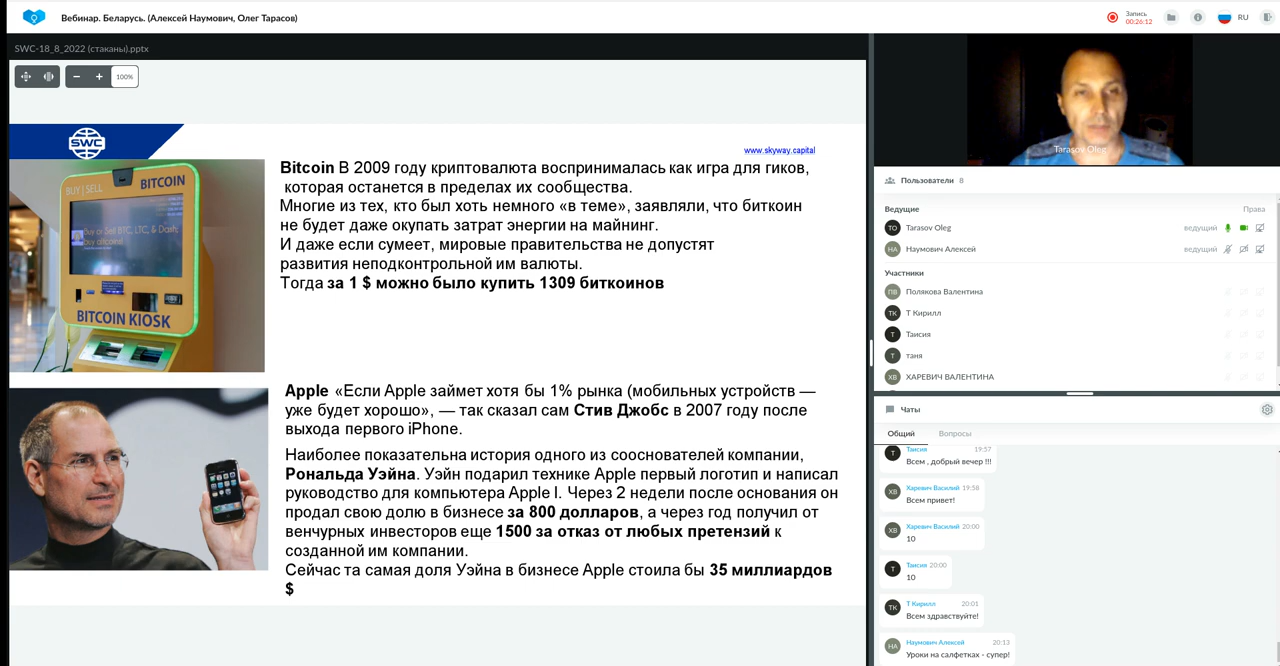 Вебинар. Беларусь. (Алексей Наумович, Олег Тарасов)
Запись
00:26:12
RU
SWC-18_8_2022 (стаканы).pptx
100%
SWC
www.skyway.capital
BUY | SELL BITCOIN
Buy or Sell BTC, LTC, & Dash,
buy altcoins!
BITCOIN KIOSK
Bitcoin В 2009 году криптовалюта воспринималась как игра для гиков,
которая останется в пределах их сообщества.
Многие из тех, кто был хоть немного «в теме», заявляли, что биткоин
не будет даже окупать затрат энергии на майнинг.
И даже если сумеет, мировые правительства не допустят
развития неподконтрольной им валюты.
Тогда за 1 $ можно было купить 1309 биткоинов
Apple «Если Apple займет хотя бы 1% рынка (мобильных устройств —
уже будет хорошо», — так сказал сам Стив Джобс в 2007 году после
выхода первого iPhone.
Наиболее показательна история одного из сооснователей компании,
Рональда Уэйна. Уэйн подарил технике Apple первый логотип и написал
руководство для компьютера Apple I. Через 2 недели после основания он
продал свою долю в бизнесе за 800 долларов, а через год получил от
венчурных инвесторов еще 1500 за отказ от любых претензий к
созданной им компании.
Сейчас та самая доля Уэйна в бизнесе Apple стоила бы 35 миллиардов
$
Tarasov Oleg
Пользователи 8
Ведущие Права
TO Tarasov Oleg ведущий
НА Наумович Алексей ведущий
Участники
ПВ Полякова Валентина
ТК Т Кирилл
Т Таисия
Т таня
ХВ ХАРЕВИЧ ВАЛЕНТИНА
Чаты
Общий Вопросы
Т Таисия 19:57
Всем , добрый вечер !!!
ХВ Харевич Василий 19:58
Всем привет!
ХВ Харевич Василий 20:00
10
Т Таисия 20:00
10
ТК Т Кирилл 20:01
Всем здравствуйте!
НА Наумович Алексей 20:13
Уроки на салфетках - супер!